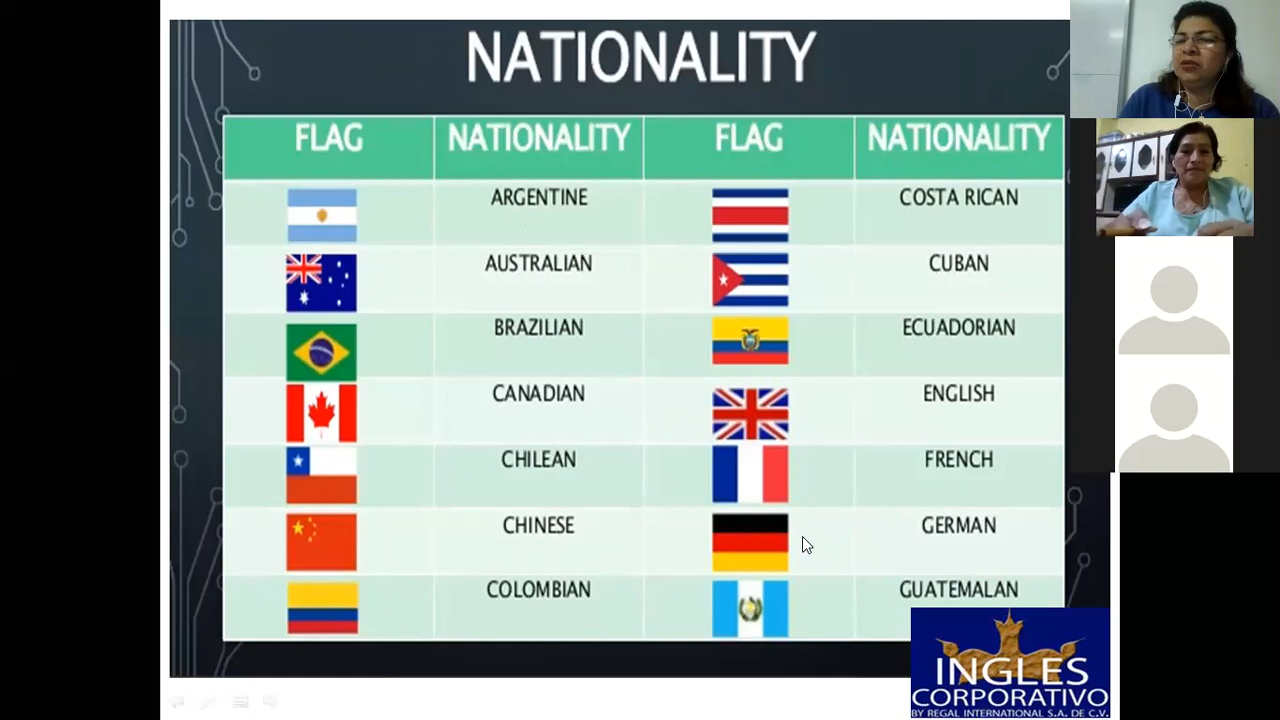 NATIONALITY
FLAG NATIONALITY FLAG NATIONALITY
ARGENTINE COSTA RICAN
AUSTRALIAN CUBAN
BRAZILIAN ECUADORIAN
CANADIAN ENGLISH
CHILEAN FRENCH
CHINESE GERMAN
COLOMBIAN GUATEMALAN
INGLES
CORPORATIVO
BY REGAL INTERNATIONAL S.A. DE C.V.